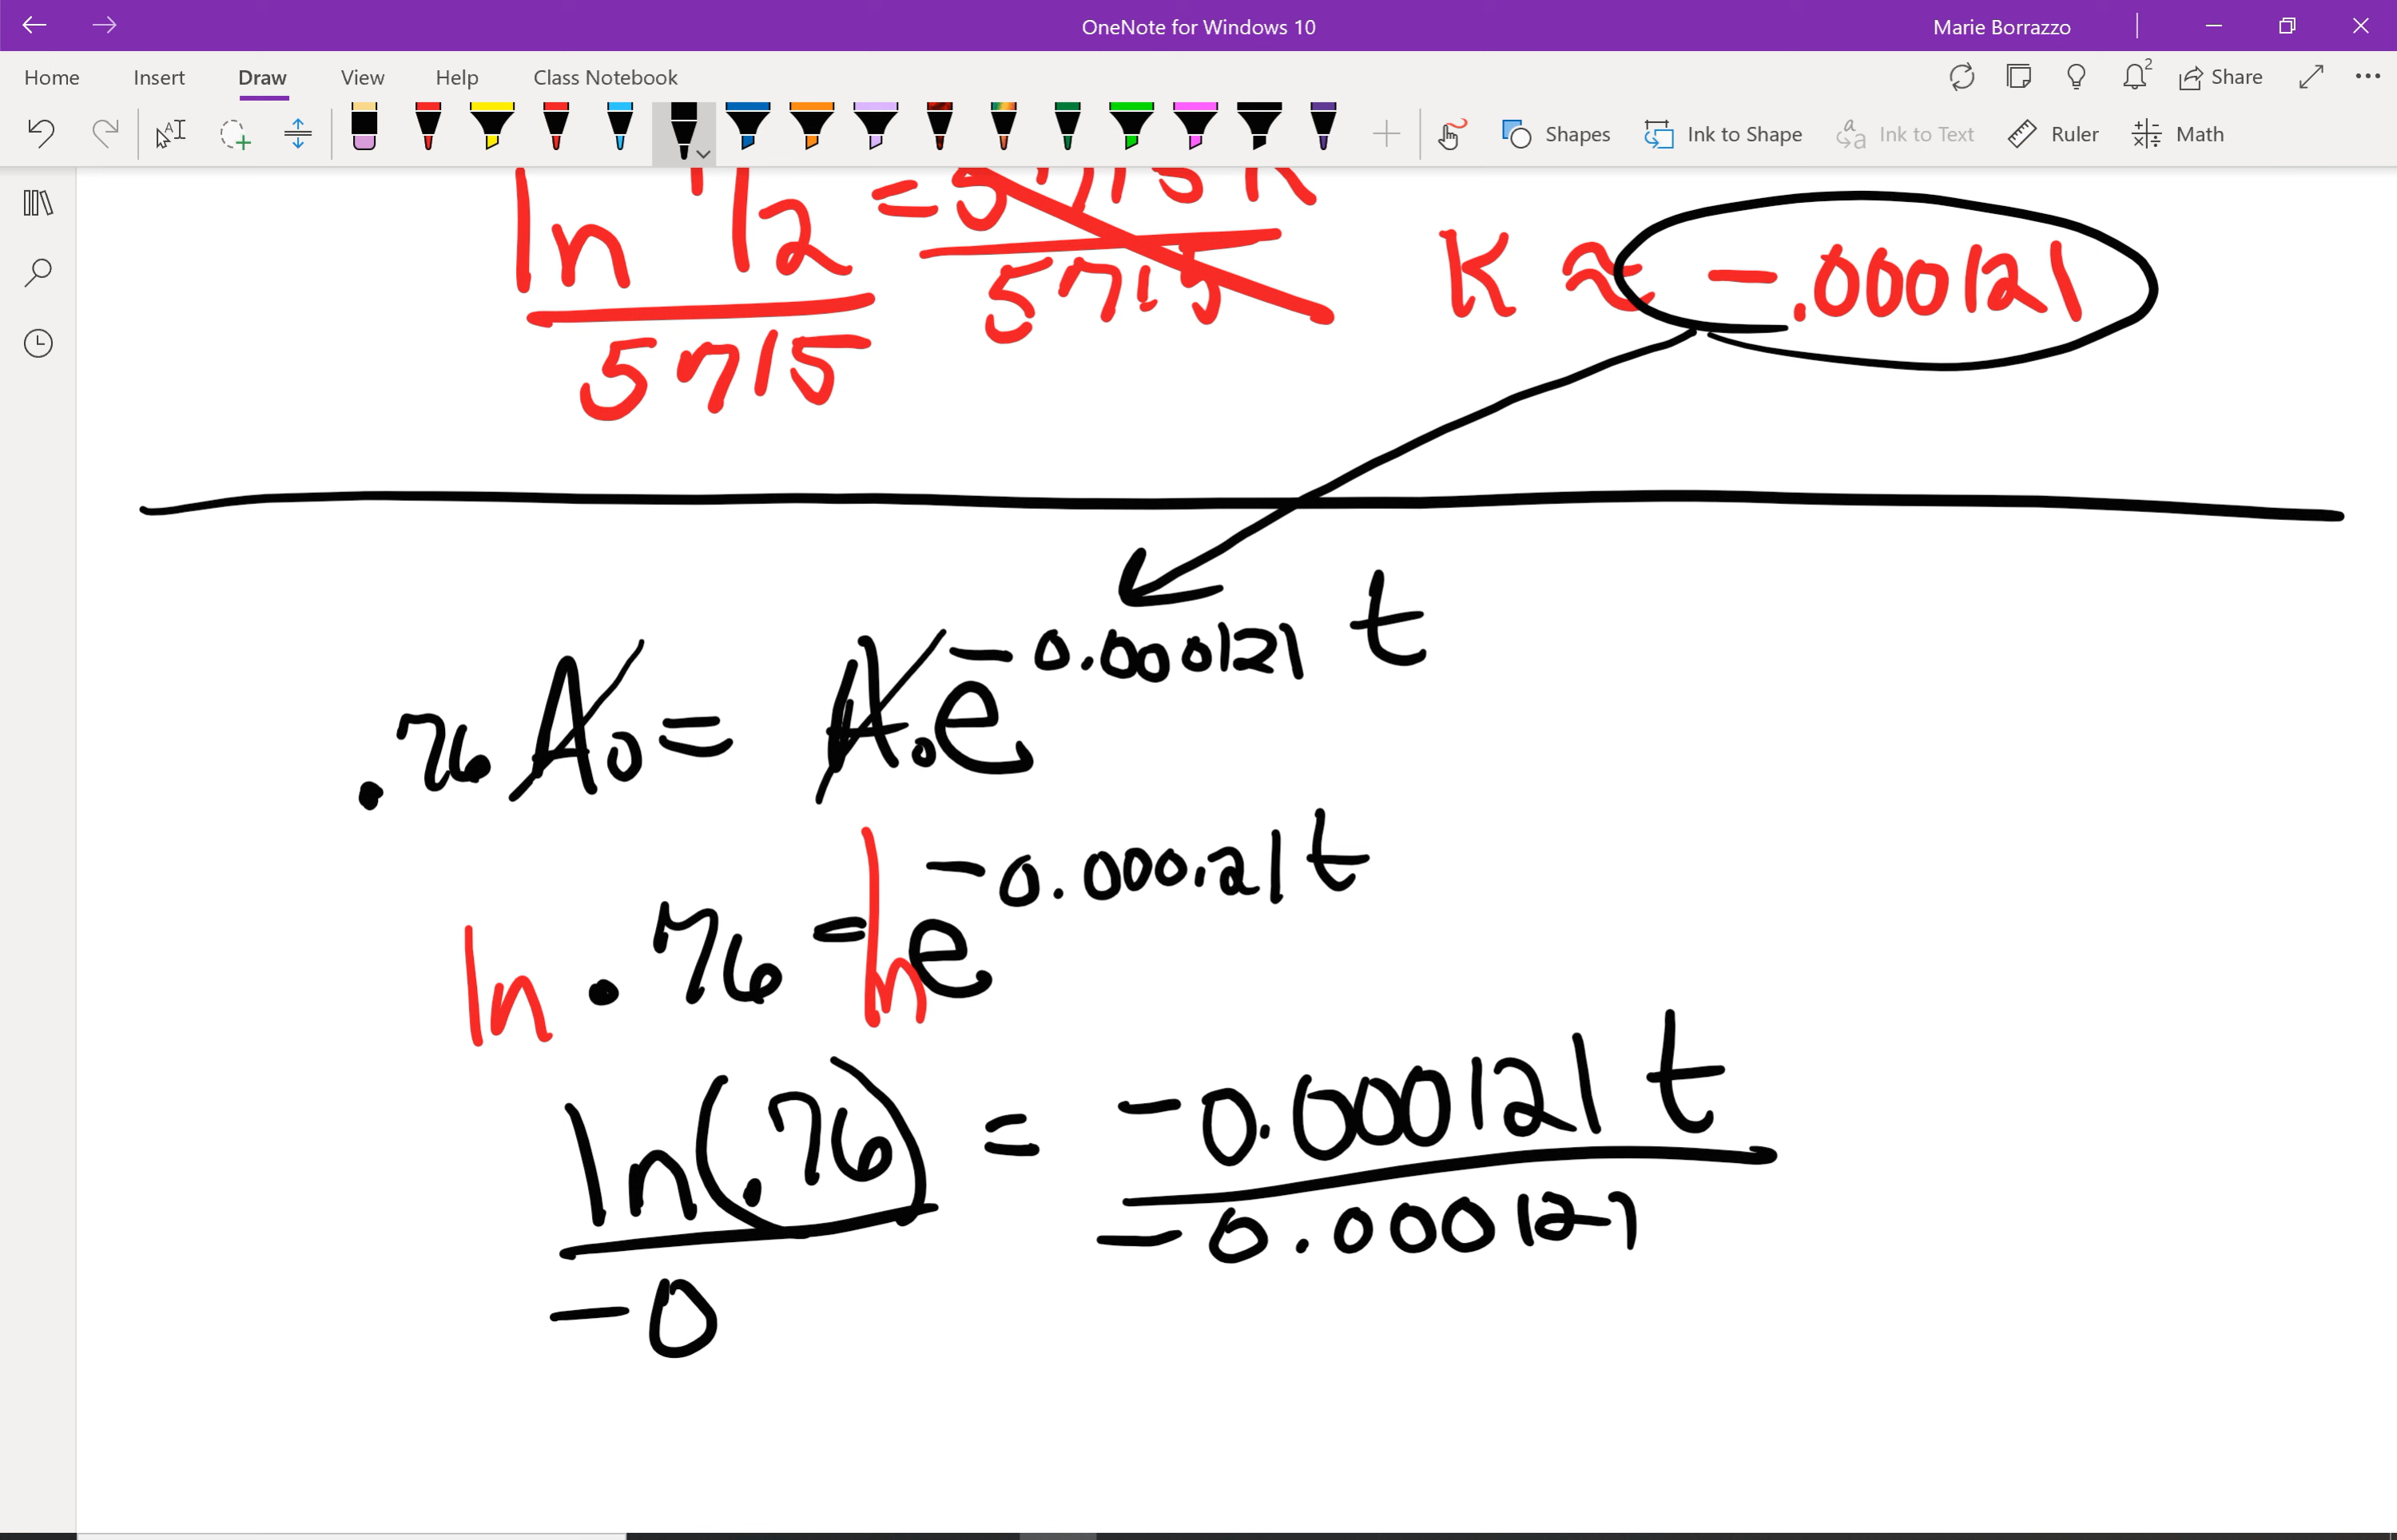 OneNote for Windows 10
Marie Borrazzo
Home Insert Draw View Help Class Notebook
2 Share
Shapes Ink to Shape Ink to Text Ruler Math
ln 1/2 = 5715 K
5715 5715
K ≈ -.000121
.76 A₀ = A₀e^-0.000121 t
ln .76 = ln e^-0.000121 t
ln(.76) = -0.000121 t
-0 -0.000121